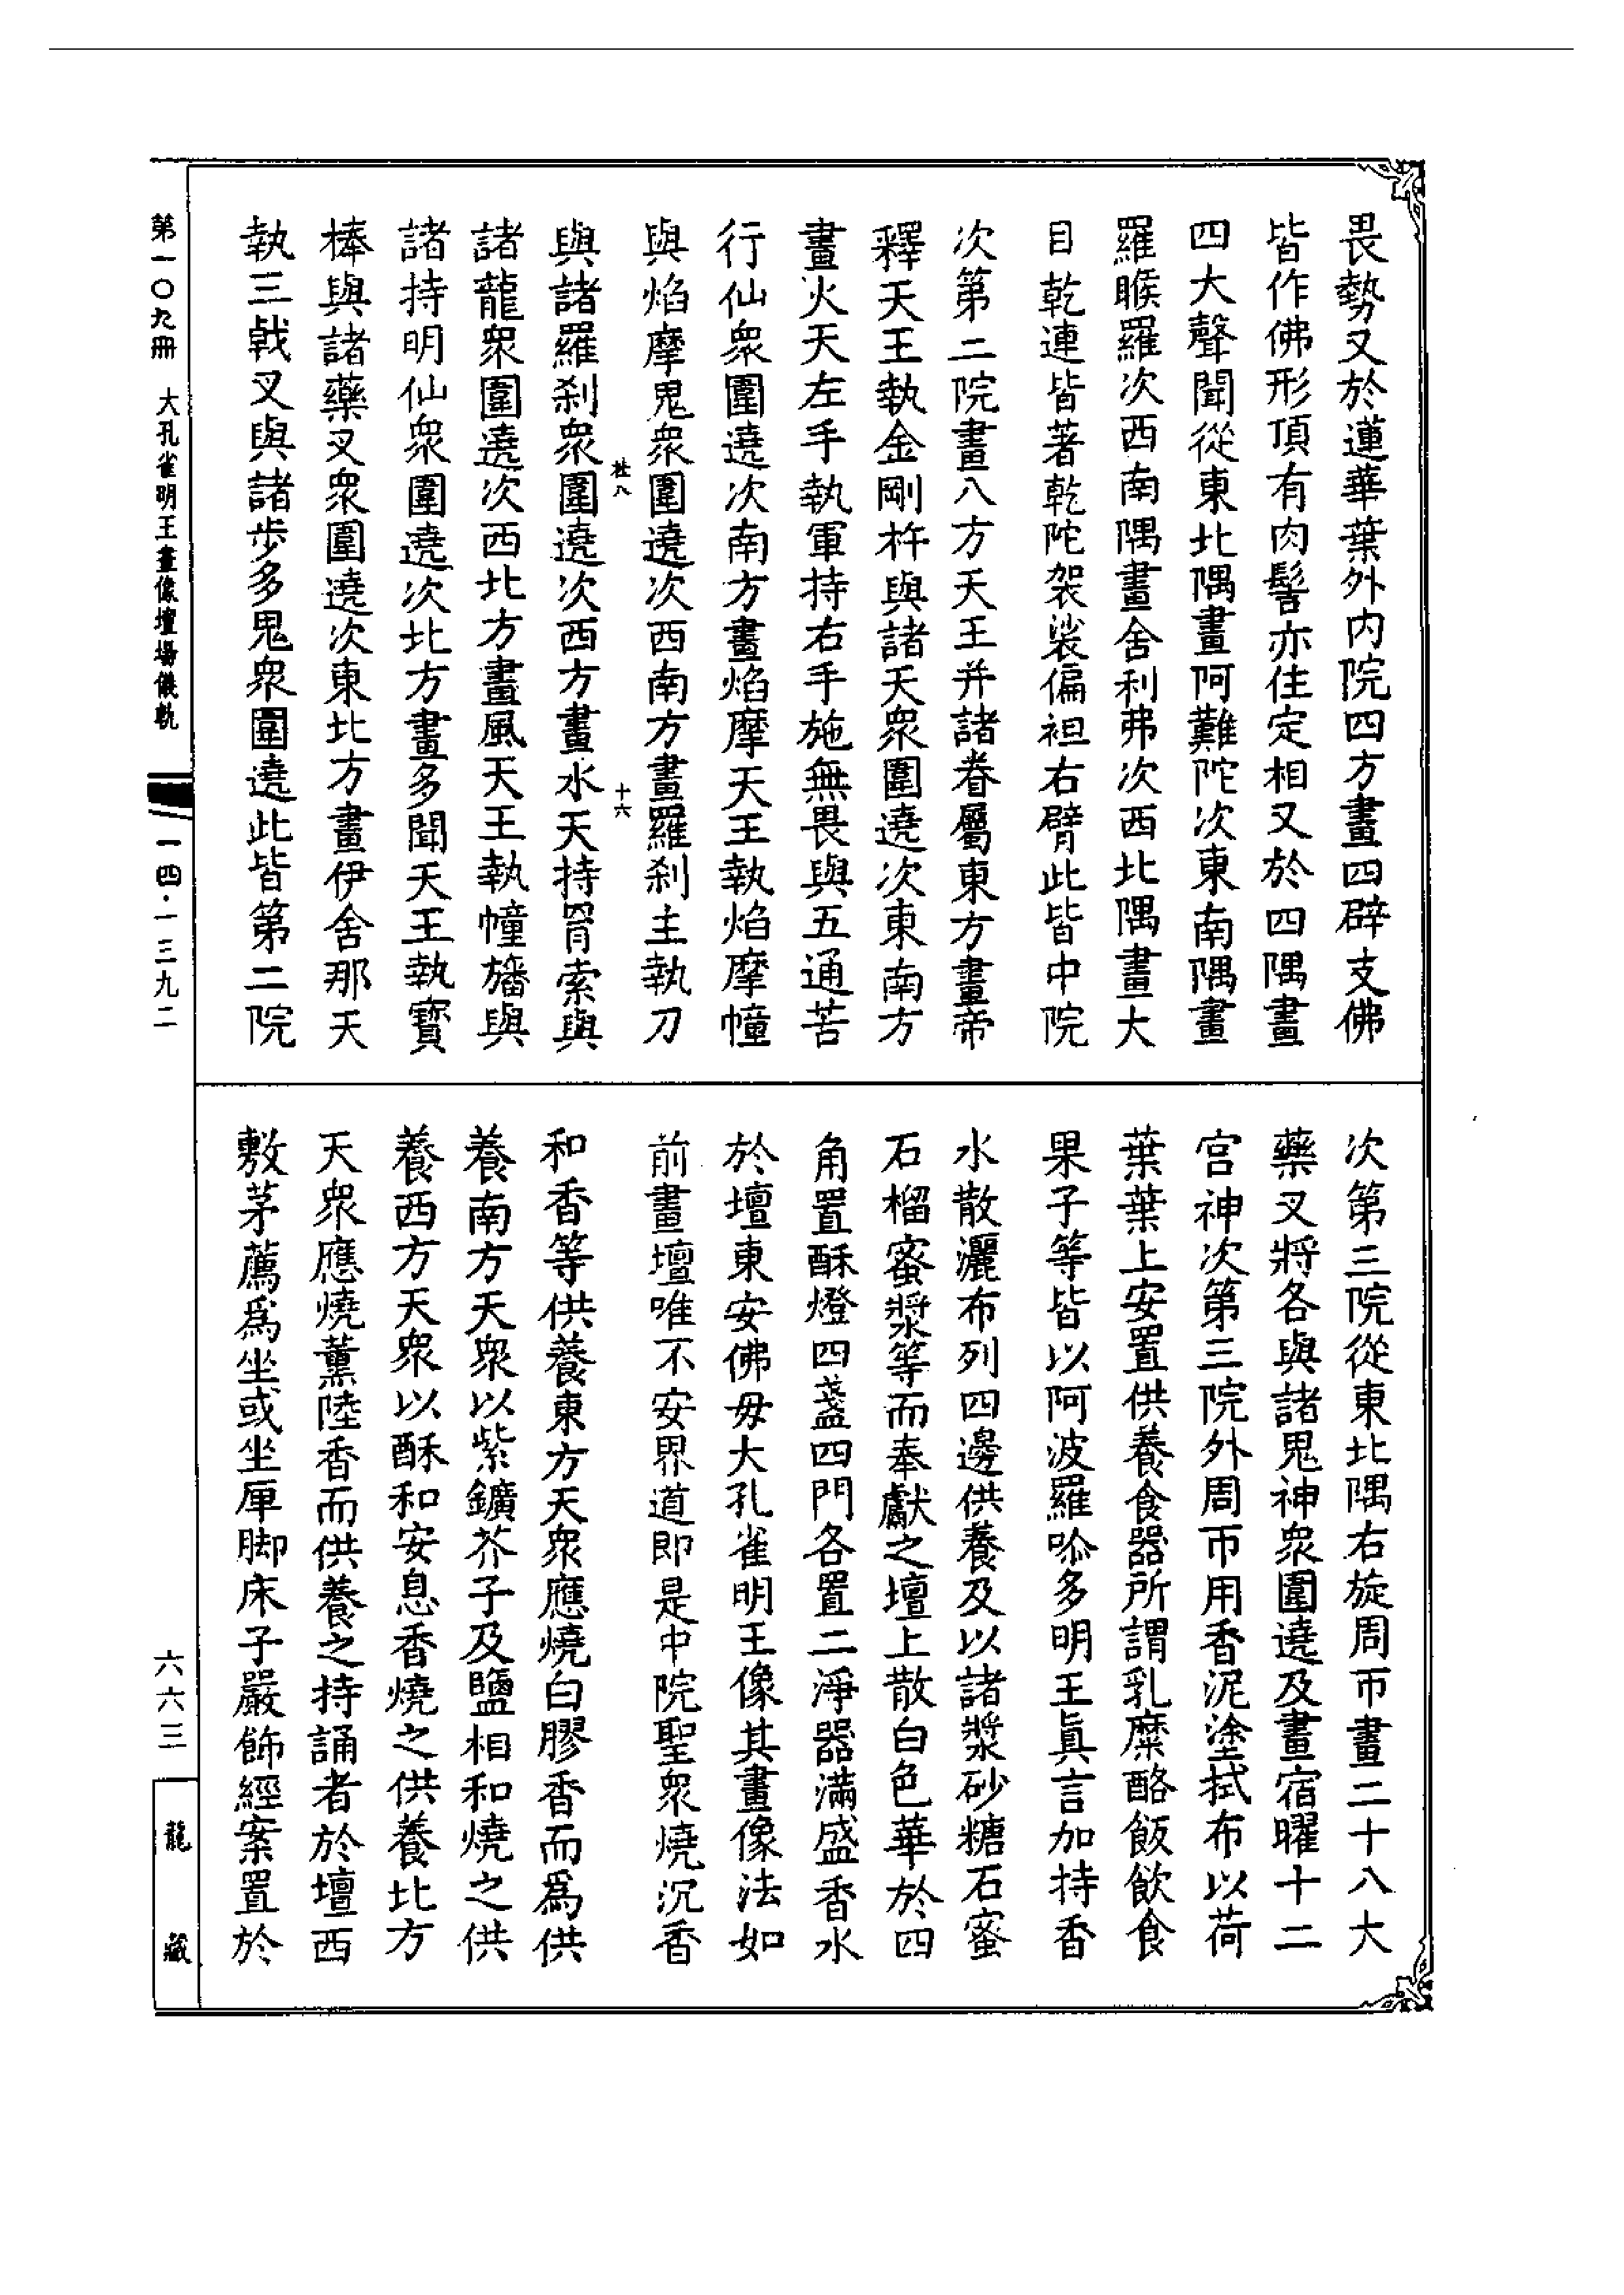 畏勢又於蓮華葉外内院四方畫四辟支佛
皆作佛形頂有肉髻亦住定相又於四隅畫
四大聲聞從東北隅畫阿難陀次東南隅畫
羅睺羅次西南隅畫舍利弗次西北隅畫大
目乾連皆著乾陀袈裟偏袒右臂此皆中院
次第二院畫八方天王并諸眷屬東方畫帝
釋天王執金剛杵與諸天衆圍遶次東南方
畫火天左手執軍持右手施無畏與五通苦
行仙衆圍遶次南方畫焰摩天王執焰摩幢
與焰摩鬼衆圍遶次西南方畫羅刹主執刀
杜八
十六
與諸羅刹衆圍遶次西方畫水天持罥索與
諸龍衆圍遶次西北方畫風天王執幢旛與
諸持明仙衆圍遶次北方畫多聞天王執寳
棒與諸藥叉衆圍遶次東北方畫伊舍那天
執三戟叉與諸步多鬼衆圍遶此皆第二院
次第三院從東北隅右旋周帀畫二十八大
藥叉將各與諸鬼神衆圍遶及畫宿曜十二
宫神次第三院外周帀用香泥塗拭布以荷
葉葉上安置供養食器所謂乳糜酪飯飲食
果子等皆以阿波羅㖿多明王真言加持香
水散灑布列四邊供養及以諸漿砂糖石蜜
石榴蜜漿等而奉獻之壇上散白色華於四
角置酥燈四盞四門各置二淨器滿盛香水
於壇東安佛毋大孔雀明王像其畫像法如
前畫壇唯不安界道即是中院聖衆燒沉香
和香等供養東方天衆應燒白膠香而爲供
養南方天衆以紫鑛芥子及鹽相和燒之供
養西方天衆以酥和安息香燒之供養北方
天衆應燒薰陸香而供養之持誦者於壇西
敷茅薦爲坐或坐庳脚床子嚴飾經案置於
第一〇九冊 大孔雀明王畫像壇場儀軌
一四·一三九二
六六三
龍藏